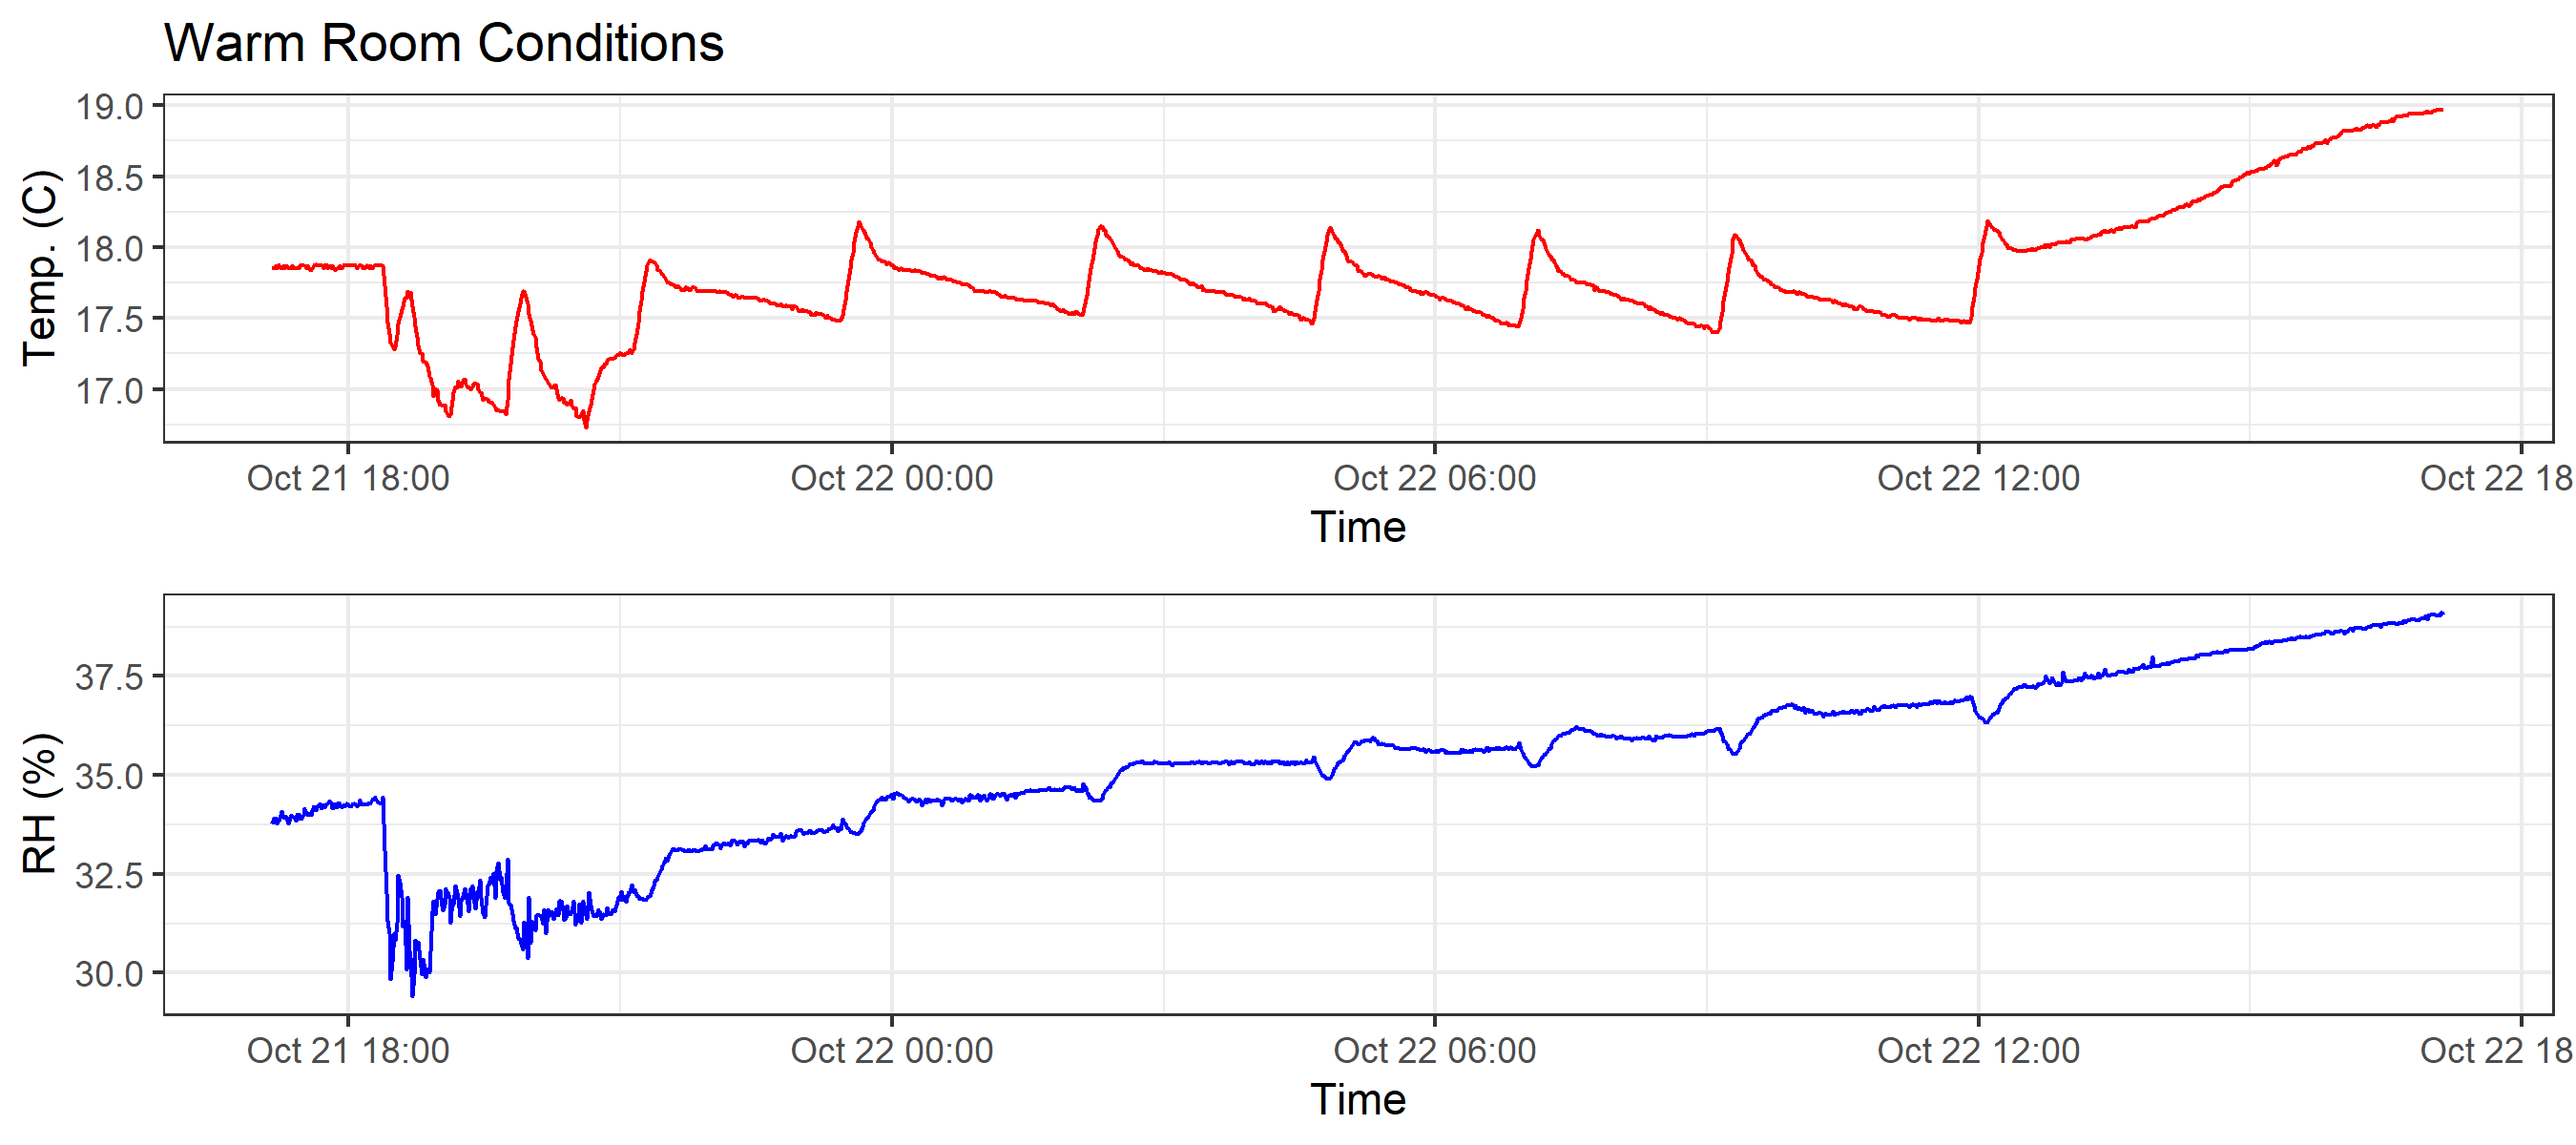 Warm Room Conditions
19.0
18.5
18.0
17.5
17.0
Temp. (C)
Oct 21 18:00 Oct 22 00:00 Oct 22 06:00 Oct 22 12:00 Oct 22 18
Time
37.5
35.0
32.5
30.0
RH (%)
Oct 21 18:00 Oct 22 00:00 Oct 22 06:00 Oct 22 12:00 Oct 22 18
Time